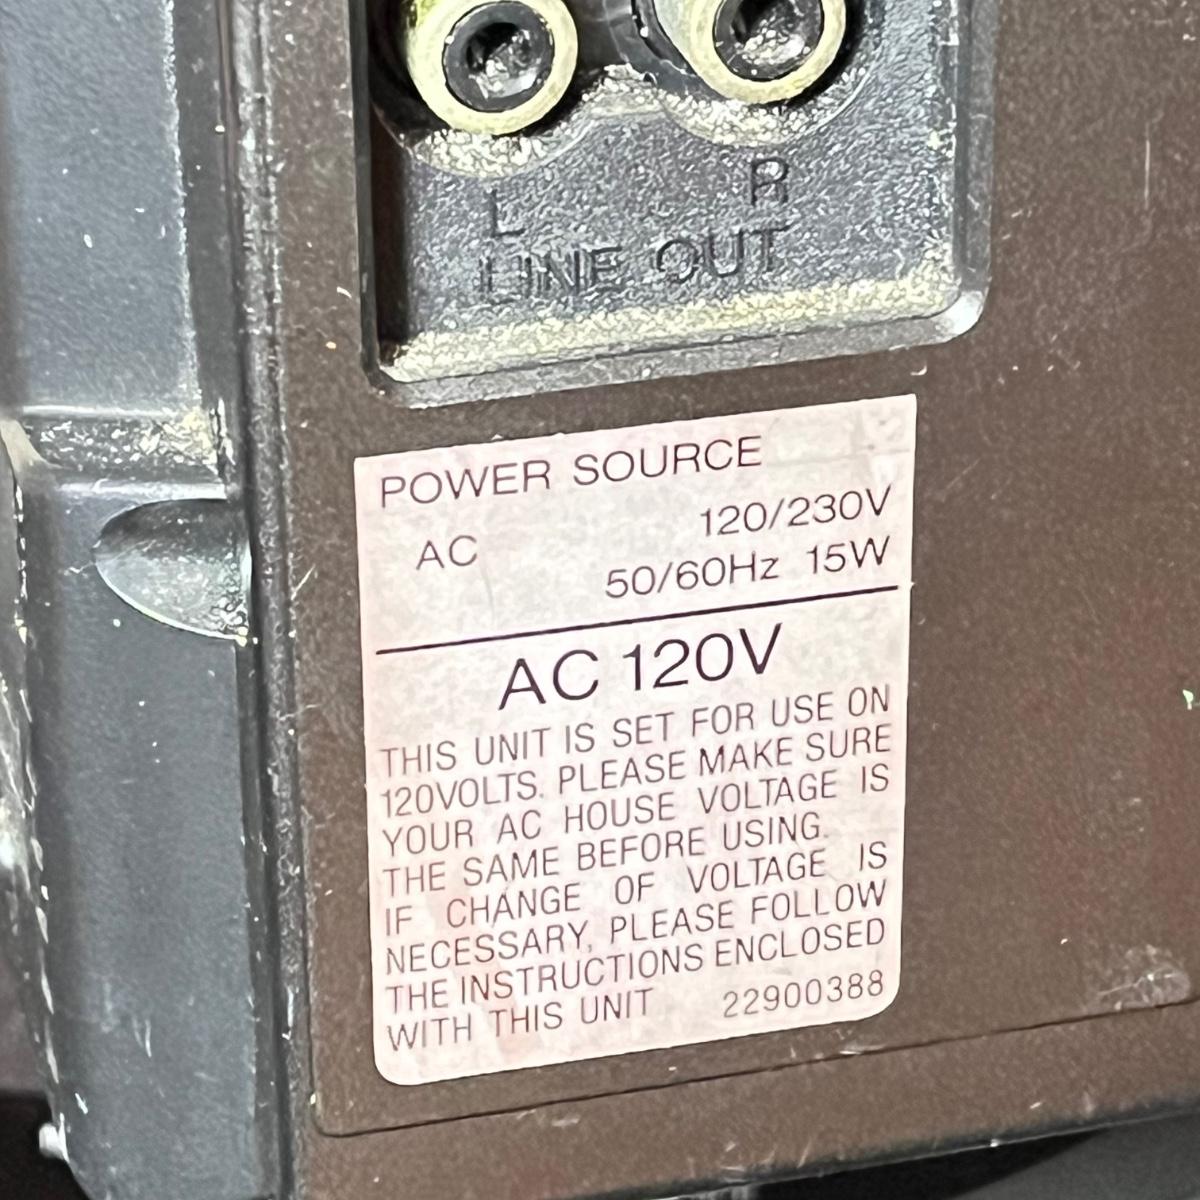 L R
LINE OUT
POWER SOURCE
AC 120/230V
50/60Hz 15W
AC 120V
THIS UNIT IS SET FOR USE ON
120VOLTS. PLEASE MAKE SURE
YOUR AC HOUSE VOLTAGE IS
THE SAME BEFORE USING.
IF CHANGE OF VOLTAGE IS
NECESSARY, PLEASE FOLLOW
THE INSTRUCTIONS ENCLOSED
WITH THIS UNIT 22900388